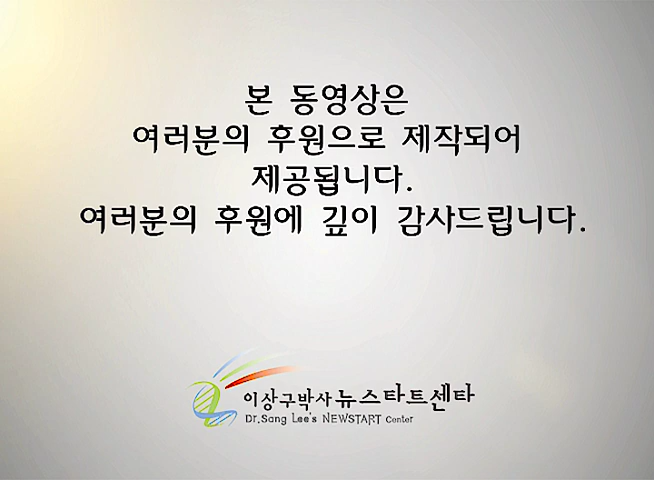 본 동영상은
여러분의 후원으로 제작되어
제공됩니다.
여러분의 후원에 깊이 감사드립니다.
이상구박사뉴스타트센타
Dr.Sang Lee's NEWSTART Center